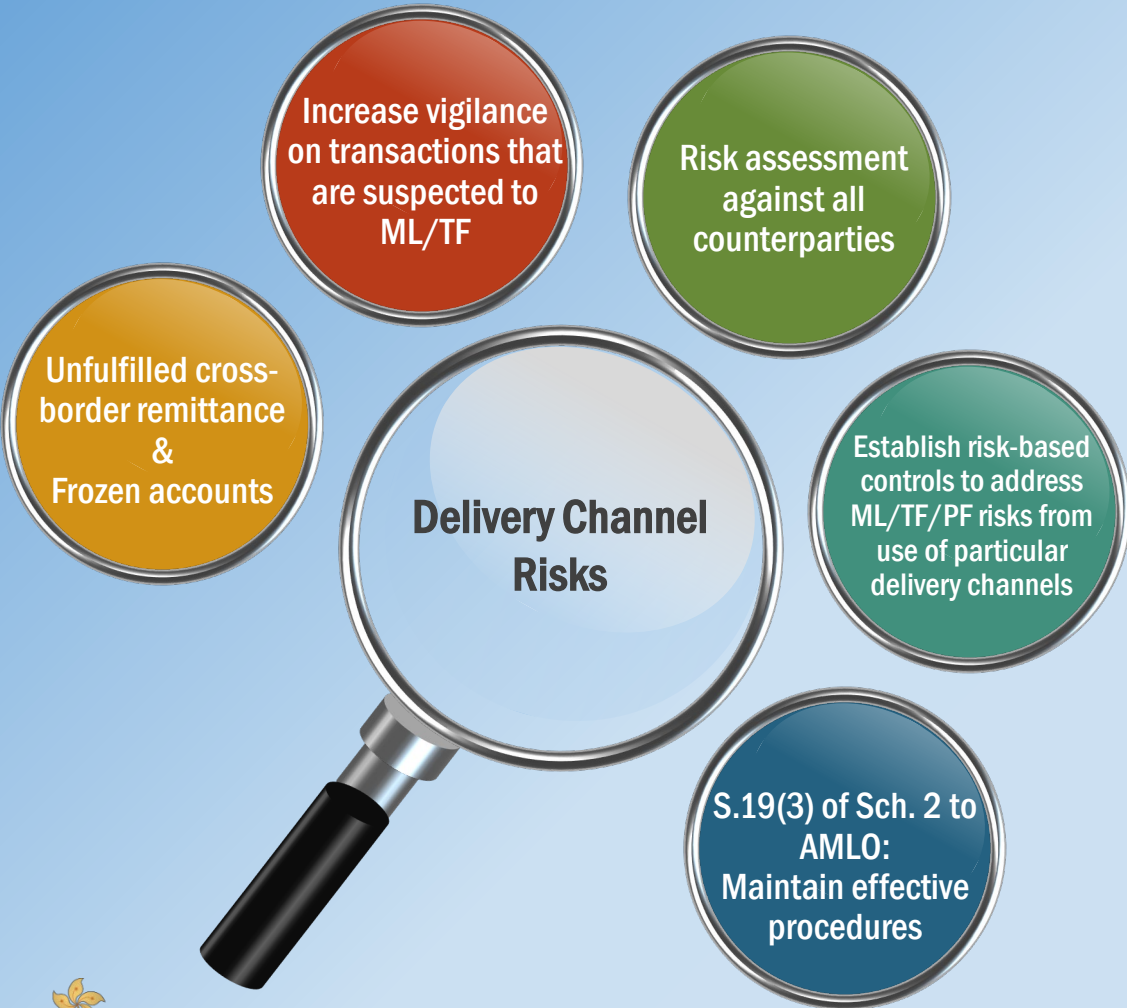 Increase vigilance
on transactions that
are suspected to
ML/TF
Risk assessment
against all
counterparties
Unfulfilled cross-
border remittance
&
Frozen accounts
Delivery Channel
Risks
Establish risk-based
controls to address
ML/TF/PF risks from
use of particular
delivery channels
S.19(3) of Sch. 2 to
AMLO:
Maintain effective
procedures